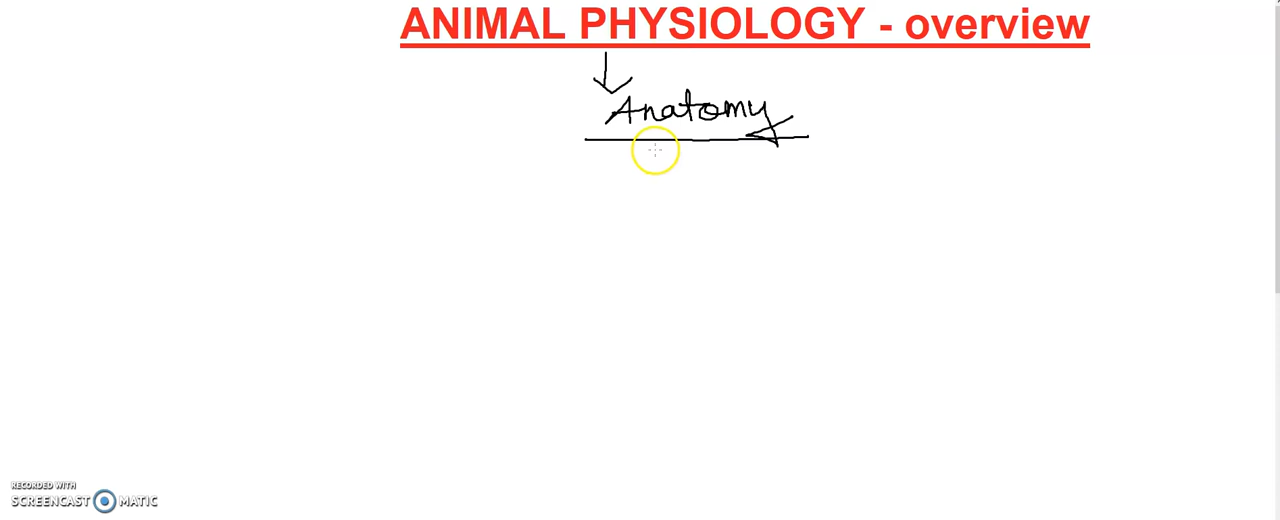 ANIMAL PHYSIOLOGY - overview
Anatomy
RECORDED WITH
SCREENCAST MATIC